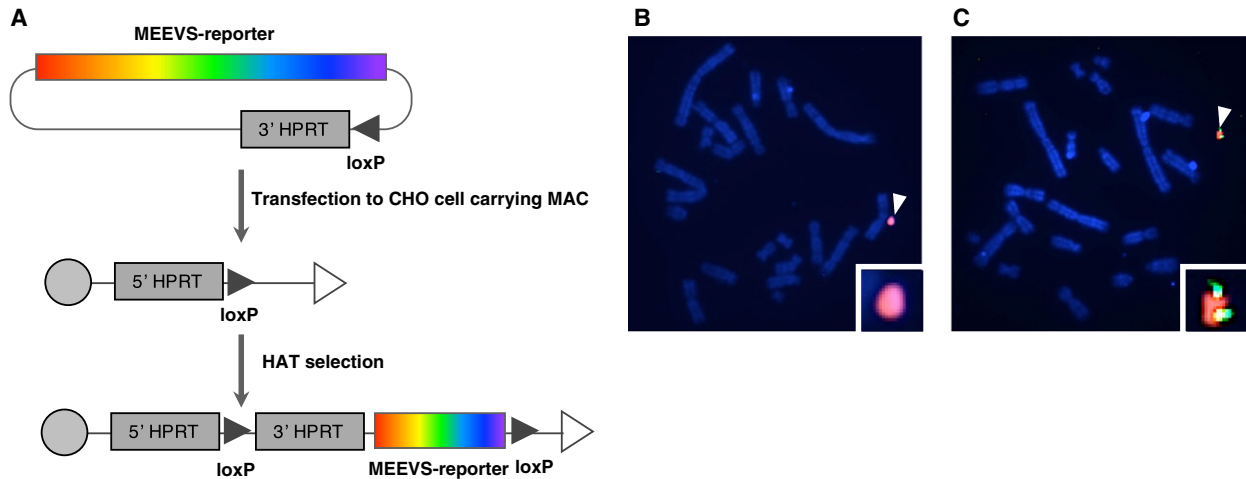 A
MEEVS-reporter
3’ HPRT
loxP
Transfection to CHO cell carrying MAC
5’ HPRT
loxP
HAT selection
5’ HPRT
3’ HPRT
loxP
MEEVS-reporter
loxP
B
C